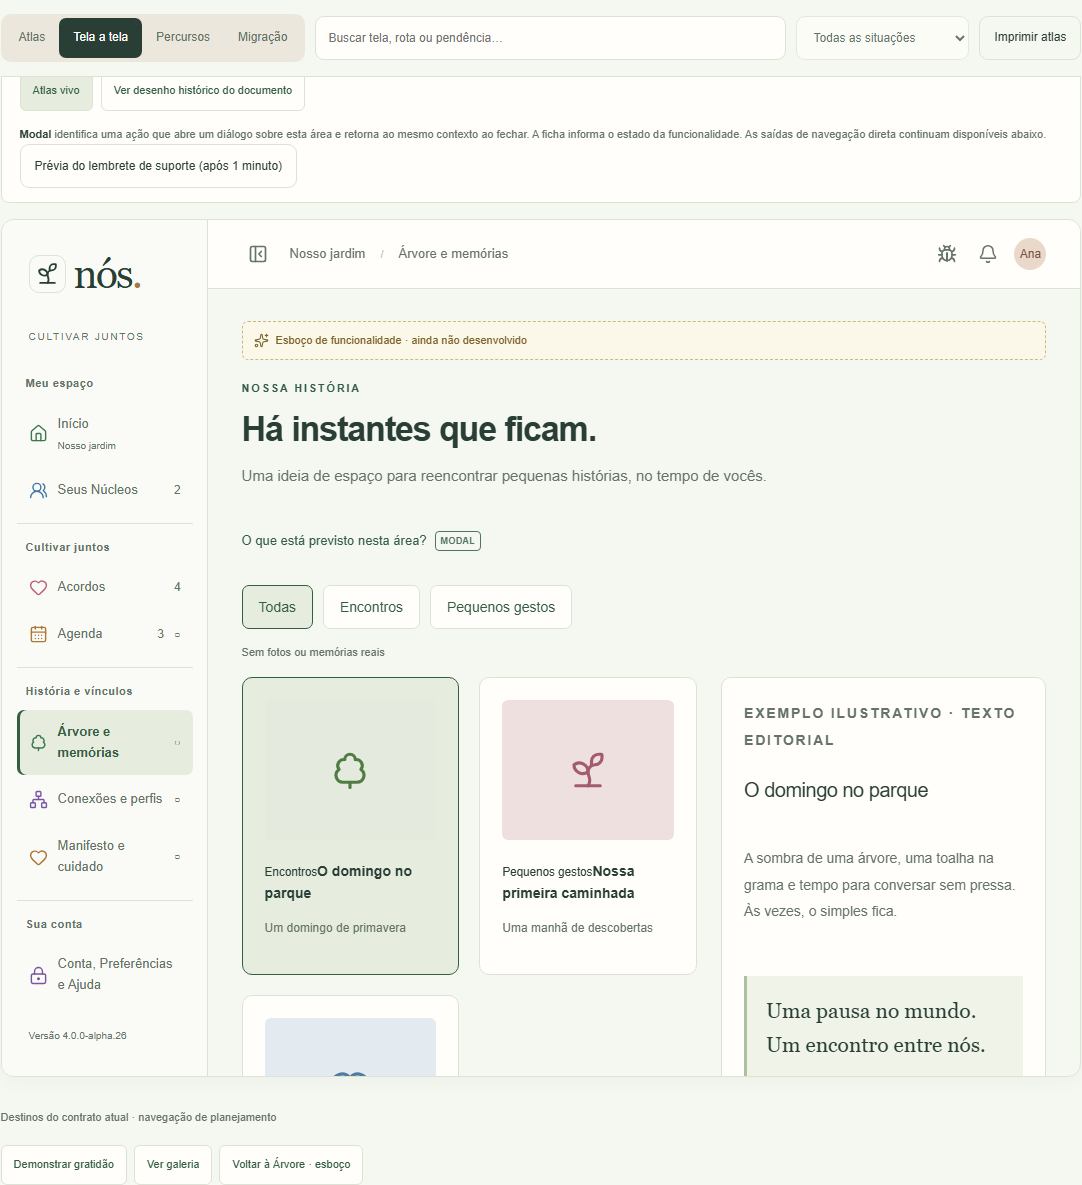 Atlas
Tela a tela
Percursos
Migração
Buscar tela, rota ou pendência...
Todas as situações
Imprimir atlas
Atlas vivo
Ver desenho histórico do documento
Modal identifica uma ação que abre um diálogo sobre esta área e retorna ao mesmo contexto ao fechar. A ficha informa o estado da funcionalidade. As saídas de navegação direta continuam disponíveis abaixo.
Prévia do lembrete de suporte (após 1 minuto)
nós.
CULTIVAR JUNTOS
Meu espaço
Início
Nosso jardim
Seus Núcleos 2
Cultivar juntos
Acordos 4
Agenda 3
História e vínculos
Árvore e
memórias
Conexões e perfis
Manifesto e
cuidado
Sua conta
Conta, Preferências
e Ajuda
Versão 4.0.0-alpha.26
Nosso jardim / Árvore e memórias
Ana
Esboço de funcionalidade · ainda não desenvolvido
NOSSA HISTÓRIA
Há instantes que ficam.
Uma ideia de espaço para reencontrar pequenas histórias, no tempo de vocês.
O que está previsto nesta área? MODAL
Todas
Encontros
Pequenos gestos
Sem fotos ou memórias reais
EncontrosO domingo no
parque
Um domingo de primavera
Pequenos gestosNossa
primeira caminhada
Uma manhã de descobertas
EXEMPLO ILUSTRATIVO · TEXTO
EDITORIAL
O domingo no parque
A sombra de uma árvore, uma toalha na
grama e tempo para conversar sem pressa.
Às vezes, o simples fica.
Uma pausa no mundo.
Um encontro entre nós.
Destinos do contrato atual · navegação de planejamento
Demonstrar gratidão
Ver galeria
Voltar à Árvore · esboço